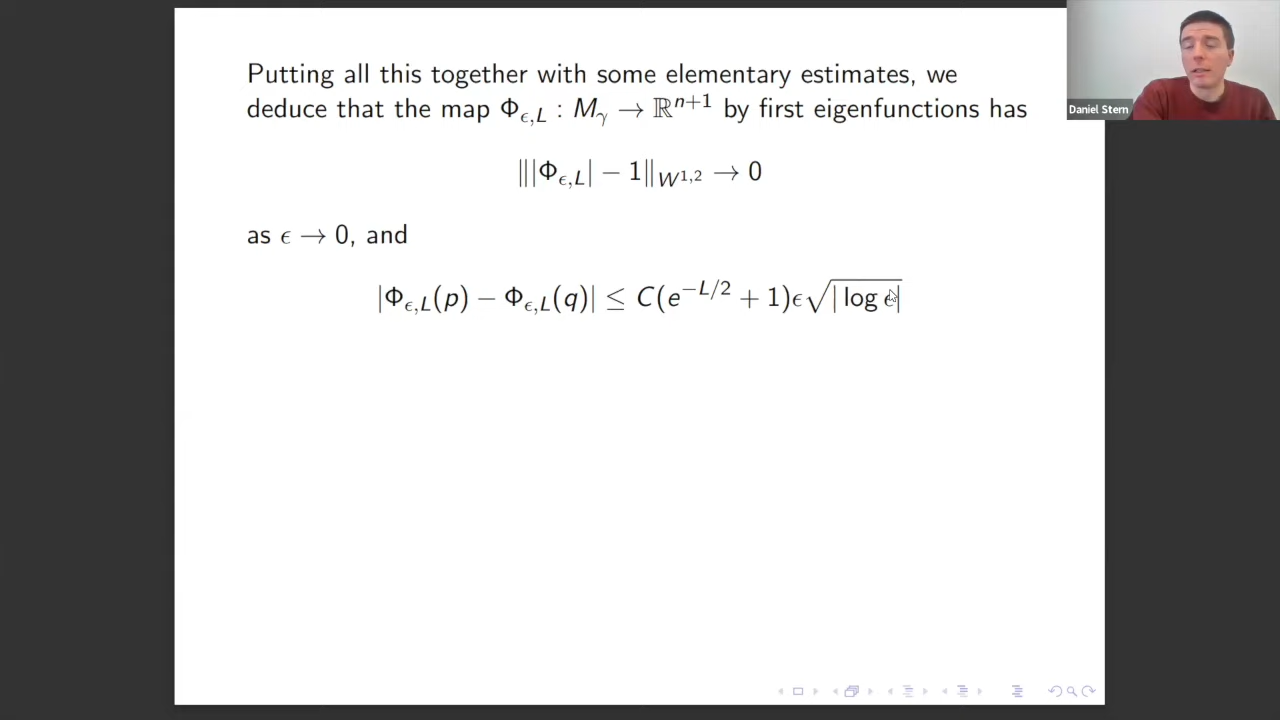 Putting all this together with some elementary estimates, we
deduce that the map Φ_{ϵ,L} : M_γ → ℝ^{n+1} by first eigenfunctions has
‖|Φ_{ϵ,L}| − 1‖_{W^{1,2}} → 0
as ϵ → 0, and
|Φ_{ϵ,L}(p) − Φ_{ϵ,L}(q)| ≤ C(e^{−L/2} + 1)ϵ√|log ϵ|
Daniel Stern